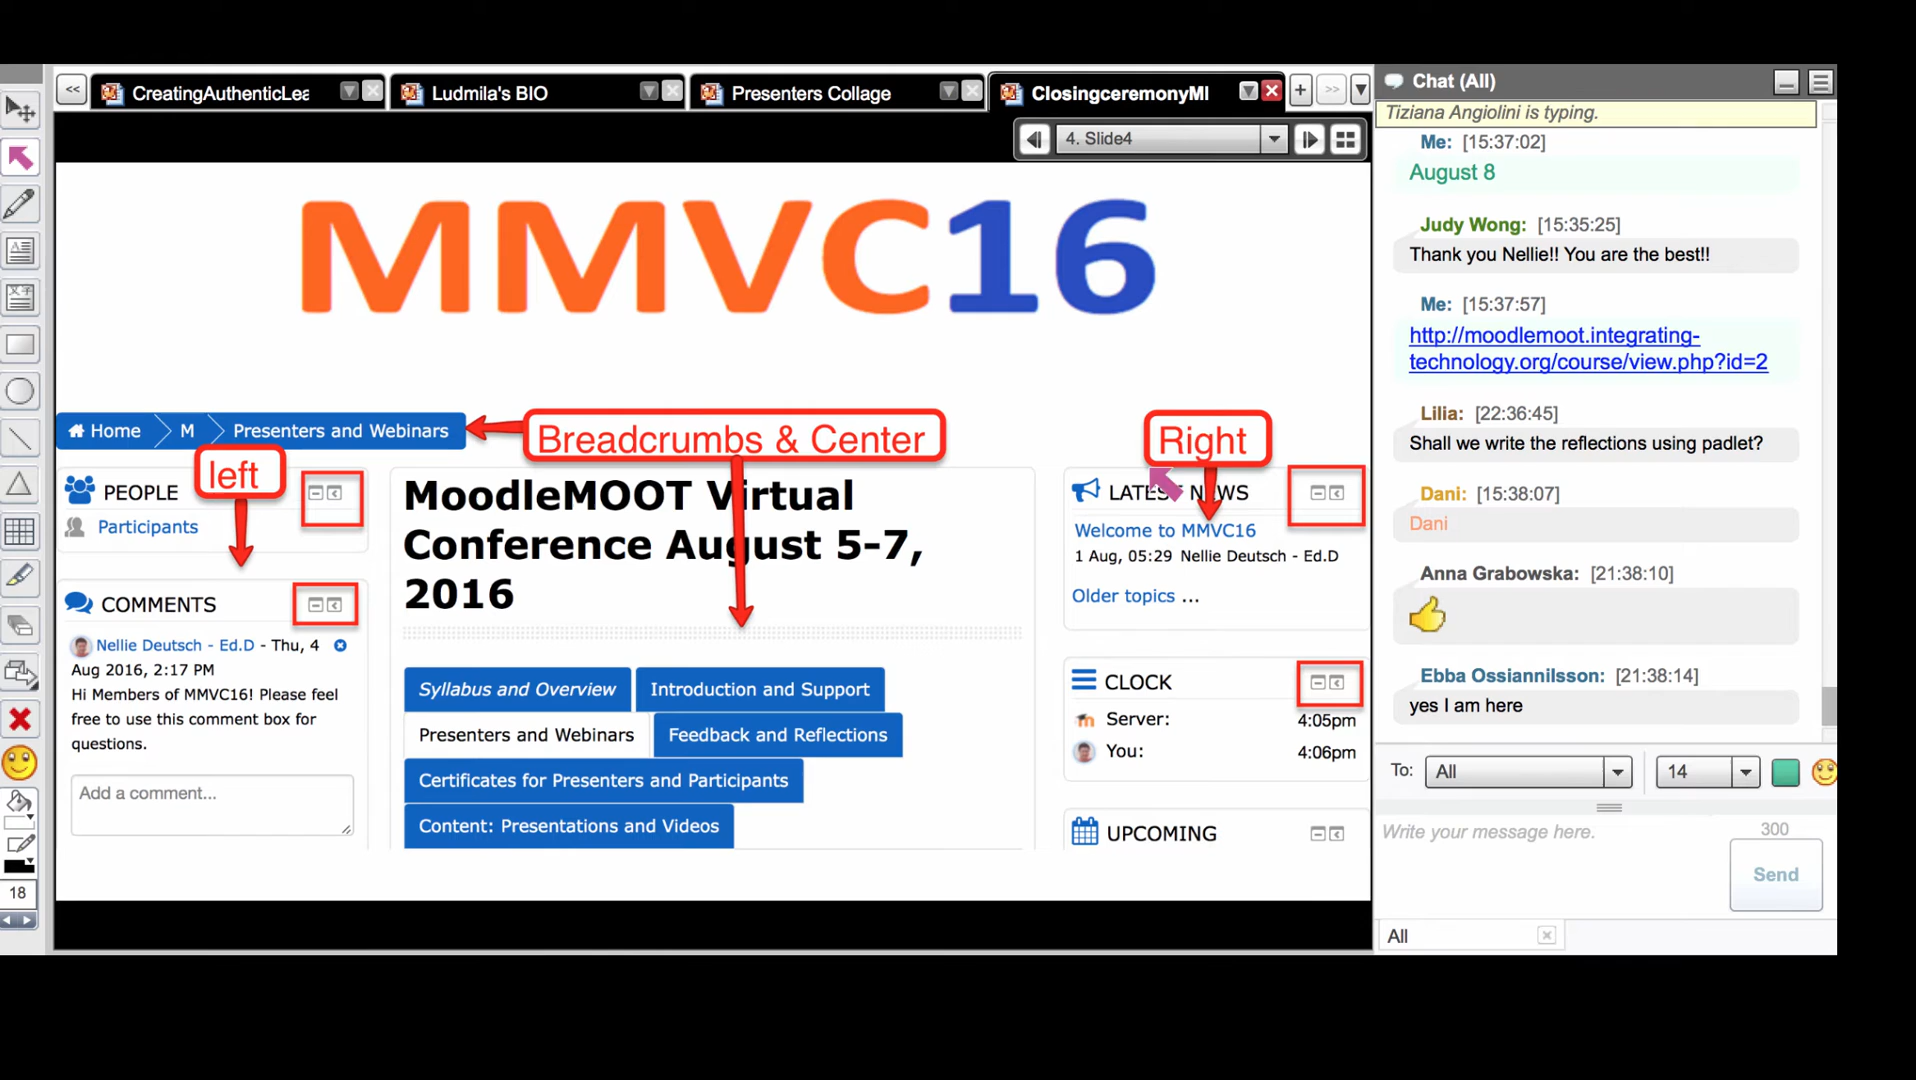 <<
CreatingAuthenticLea
Ludmila's BIO
Presenters Collage
ClosingceremonyMI
+
>>
4. Slide4
MMVC16
Home
M
Presenters and Webinars
Breadcrumbs & Center
left
Right
PEOPLE
Participants
COMMENTS
Nellie Deutsch - Ed.D - Thu, 4
Aug 2016, 2:17 PM
Hi Members of MMVC16! Please feel
free to use this comment box for
questions.
Add a comment...
MoodleMOOT Virtual
Conference August 5-7,
2016
Syllabus and Overview
Introduction and Support
Presenters and Webinars
Feedback and Reflections
Certificates for Presenters and Participants
Content: Presentations and Videos
LATEST NEWS
Welcome to MMVC16
1 Aug, 05:29 Nellie Deutsch - Ed.D
Older topics ...
CLOCK
Server: 4:05pm
You: 4:06pm
UPCOMING
18
Chat (All)
Tiziana Angiolini is typing.
Me: [15:37:02]
August 8
Judy Wong: [15:35:25]
Thank you Nellie!! You are the best!!
Me: [15:37:57]
http://moodlemoot.integrating-
technology.org/course/view.php?id=2
Lilia: [22:36:45]
Shall we write the reflections using padlet?
Dani: [15:38:07]
Dani
Anna Grabowska: [21:38:10]
Ebba Ossiannilsson: [21:38:14]
yes I am here
To: All 14
Write your message here.
300
Send
All